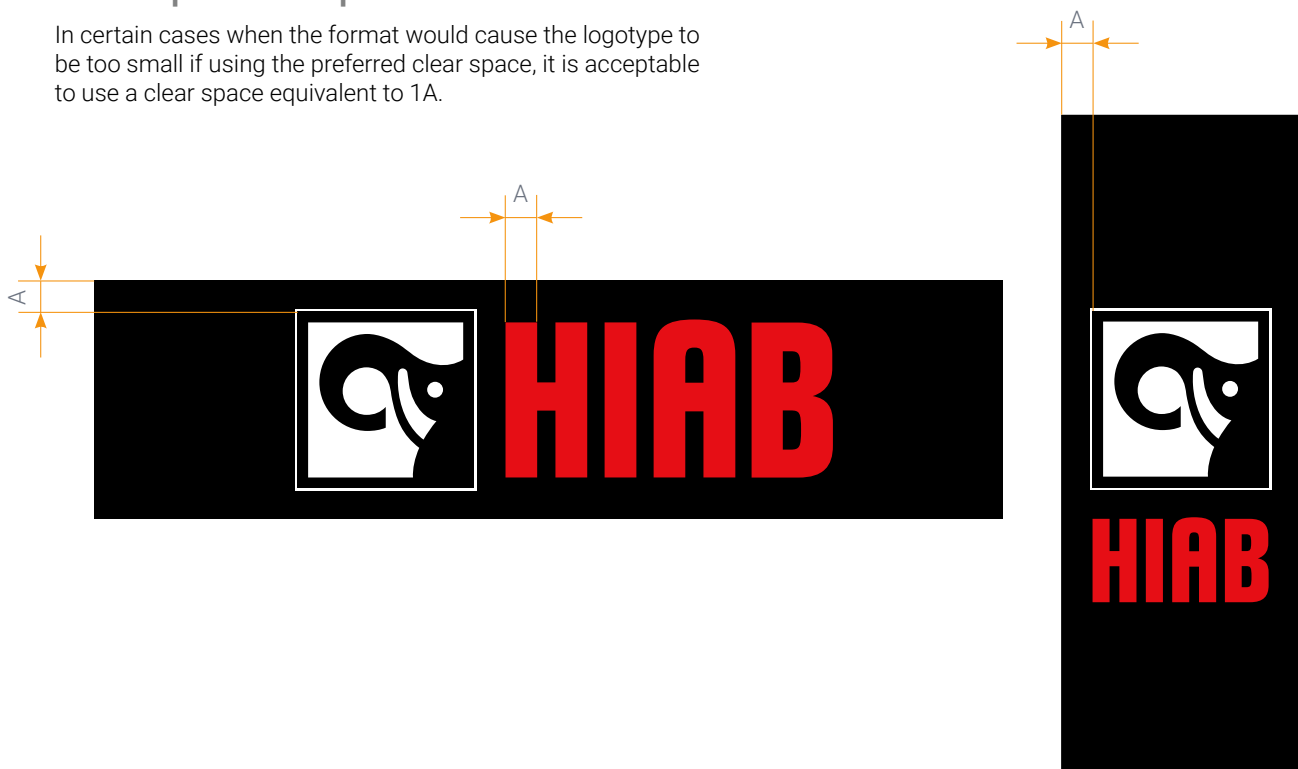 In certain cases when the format would cause the logotype to
be too small if using the preferred clear space, it is acceptable
to use a clear space equivalent to 1A.
A
A
A
HIAB
HIAB